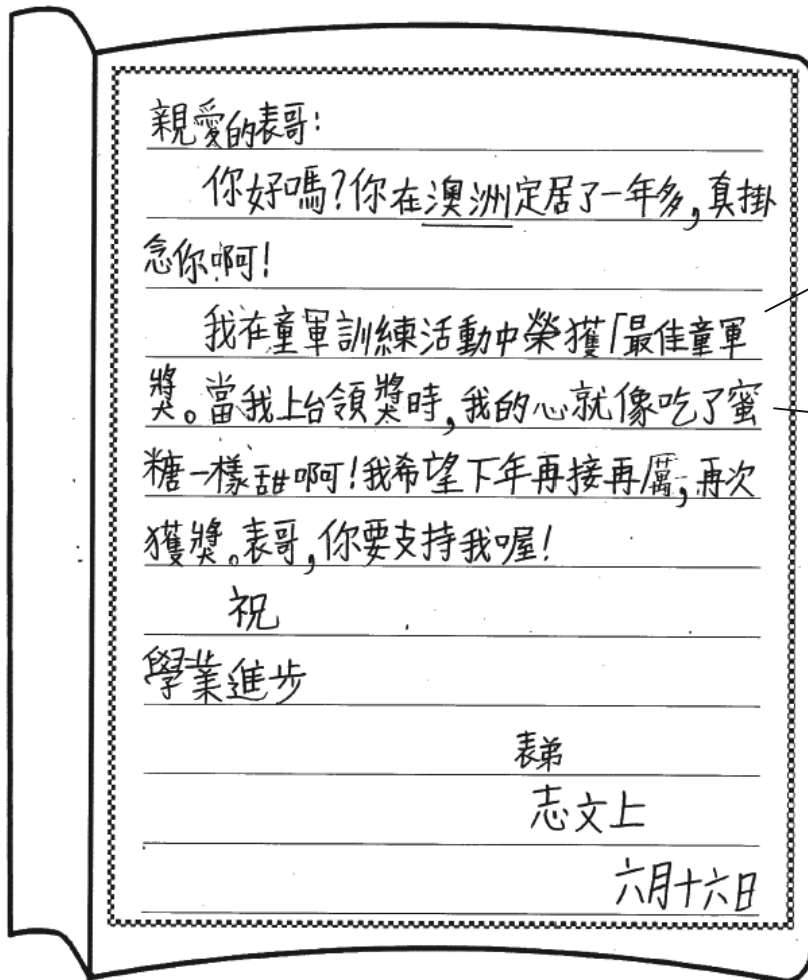 親愛的表哥：
你好嗎？你在澳洲定居了一年多，真掛
念你啊！
我在童軍訓練活動中榮獲「最佳童軍
獎。當我上台領獎時，我的心就像吃了蜜
糖一樣甜啊！我希望下年再接再厲，再次
獲獎。表哥，你要支持我喔！
祝
學業進步
表弟
志文上
六月十六日